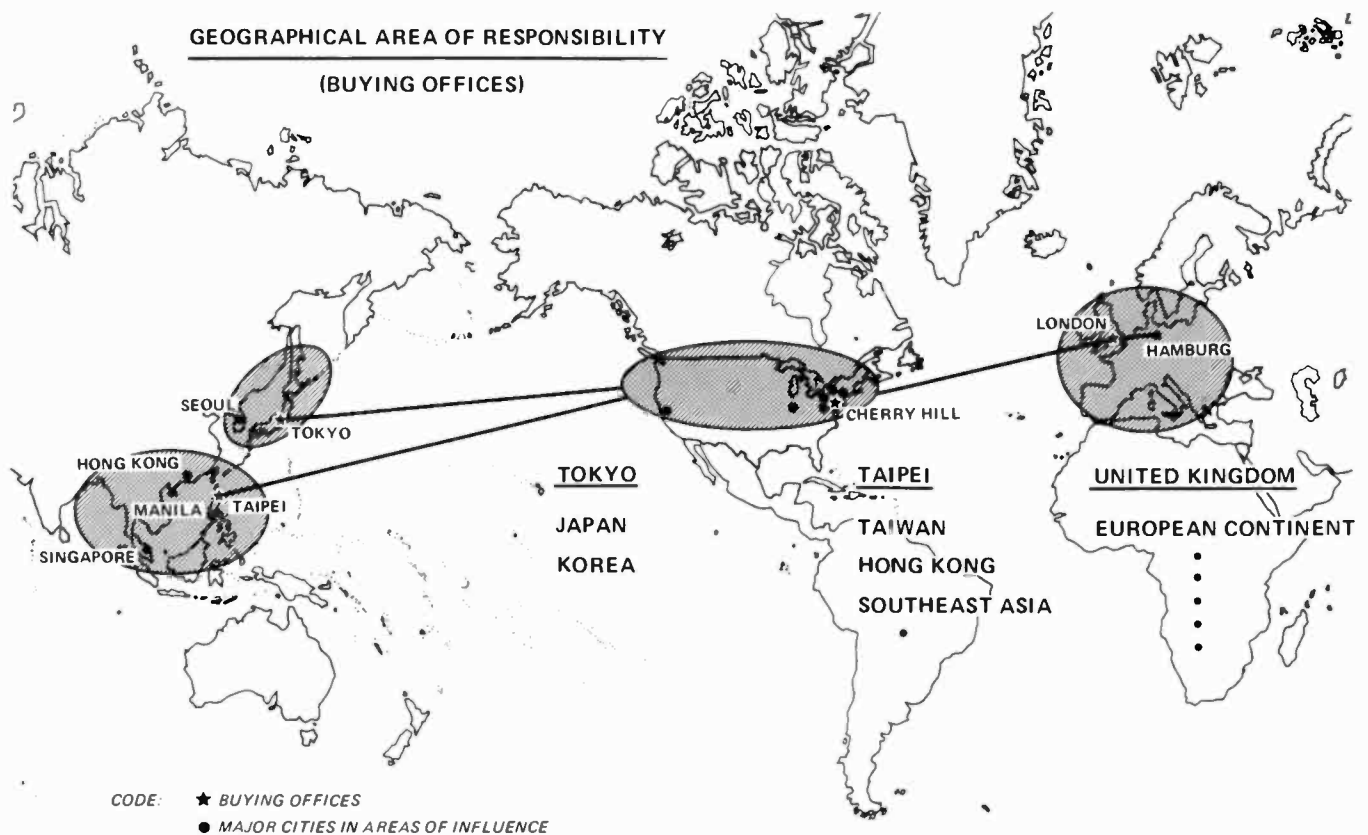 GEOGRAPHICAL AREA OF RESPONSIBILITY
(BUYING OFFICES)
LONDON
HAMBURG
SEOUL
TOKYO
CHERRY HILL
HONG KONG
MANILA
TAIPEI
SINGAPORE
TOKYO
JAPAN
KOREA
TAIPEI
TAIWAN
HONG KONG
SOUTHEAST ASIA
UNITED KINGDOM
EUROPEAN CONTINENT
CODE: ★ BUYING OFFICES
● MAJOR CITIES IN AREAS OF INFLUENCE